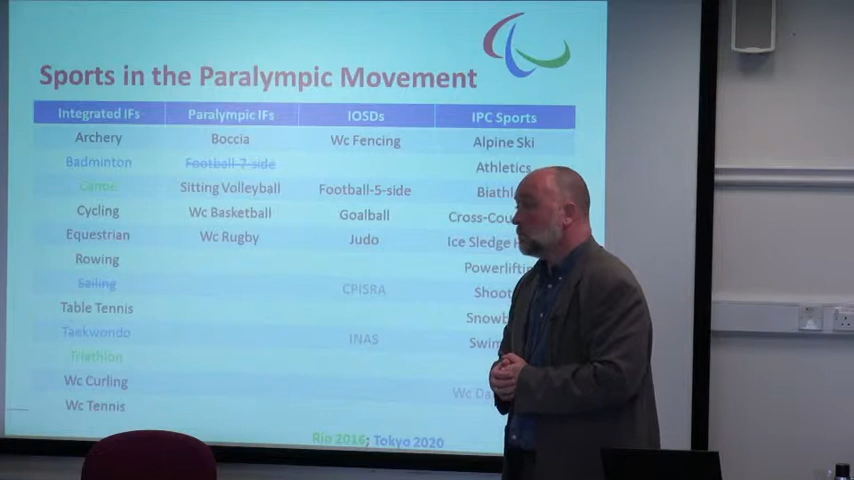 Sports in the Paralympic Movement
Integrated IFs Paralympic IFs IOSDs IPC Sports
Archery Boccia Wc Fencing Alpine Ski
Badminton Football-7-side Athletics
Canoe Sitting Volleyball Football-5-side
Cycling Wc Basketball Goalball
Equestrian Wc Rugby Judo Ice Sledge
Rowing
Sailing CPISRA
Table Tennis
Taekwondo INAS
Triathlon
Wc Curling
Wc Tennis
Rio 2016; Tokyo 2020